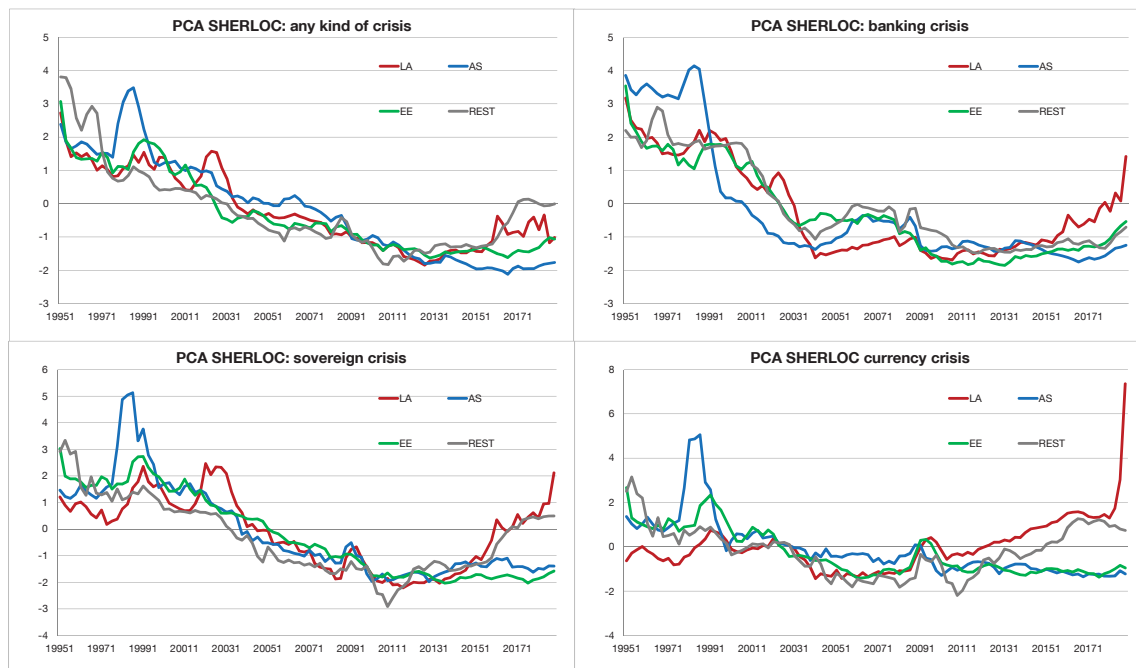 PCA SHERLOC: any kind of crisis
5
4
3
2
1
0
-1
-2
-3
LA
AS
EE
REST
19951 19971 19991 20011 20031 20051 20071 20091 20111 20131 20151 20171
PCA SHERLOC: banking crisis
5
4
3
2
1
0
-1
-2
-3
LA
AS
EE
REST
19951 19971 19991 20011 20031 20051 20071 20091 20111 20131 20151 20171
PCA SHERLOC: sovereign crisis
6
5
4
3
2
1
0
-1
-2
-3
-4
LA
AS
EE
REST
19951 19971 19991 20011 20031 20051 20071 20091 20111 20131 20151 20171
PCA SHERLOC currency crisis
8
6
4
2
0
-2
-4
LA
AS
EE
REST
19951 19971 19991 20011 20031 20051 20071 20091 20111 20131 20151 20171